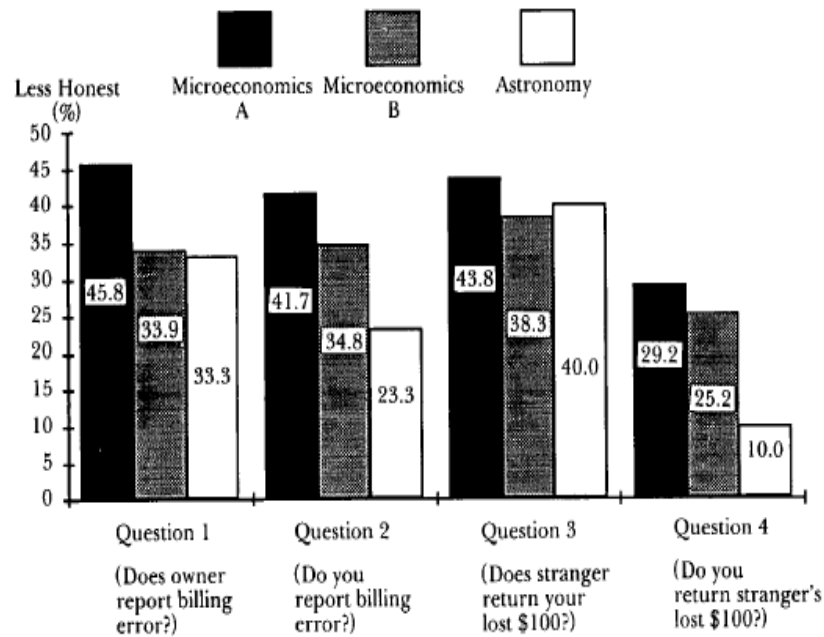 Microeconomics A
Microeconomics B
Astronomy
Less Honest
(%)
50
45
40
35
30
25
20
15
10
5
0
45.8
33.9
33.3
41.7
34.8
23.3
43.8
38.3
40.0
29.2
25.2
10.0
Question 1
(Does owner
report billing
error?)
Question 2
(Do you
report billing
error?)
Question 3
(Does stranger
return your
lost $100?)
Question 4
(Do you
return stranger's
lost $100?)